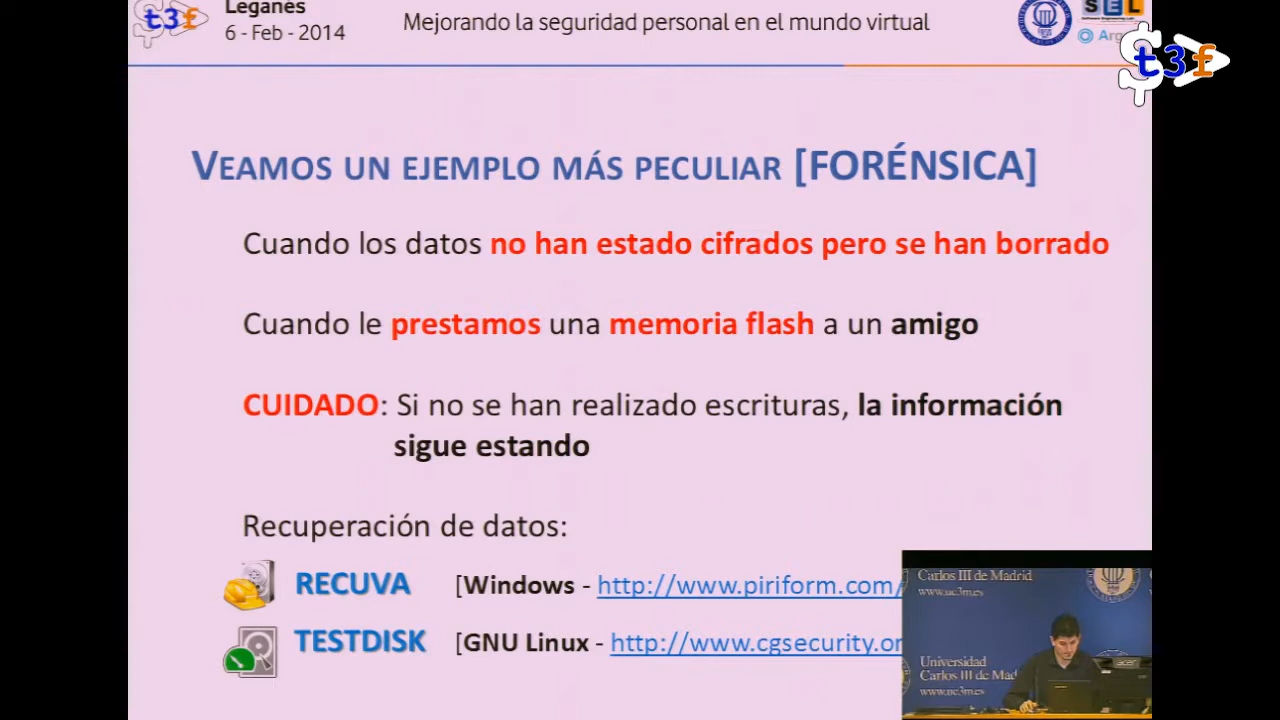 t3f
Leganés
6 - Feb - 2014
Mejorando la seguridad personal en el mundo virtual
SEL
t3f
VEAMOS UN EJEMPLO MÁS PECULIAR [FORÉNSICA]
Cuando los datos no han estado cifrados pero se han borrado
Cuando le prestamos una memoria flash a un amigo
CUIDADO: Si no se han realizado escrituras, la información
sigue estando
Recuperación de datos:
RECUVA [Windows - http://www.piriform.com/
TESTDISK [GNU Linux - http://www.cgsecurity.or
Carlos III de Madrid
www.uc3m.es
Universidad
Carlos III de Mad
www.uc3m.es
acer